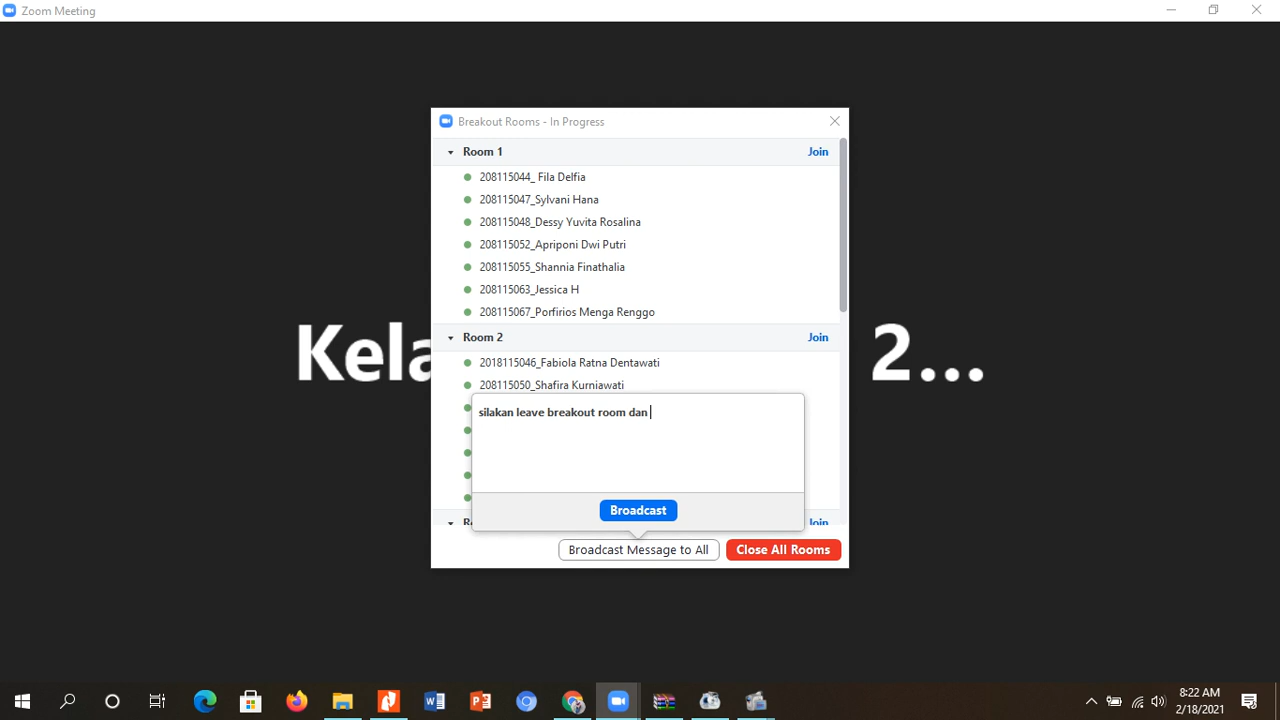 Zoom Meeting
Breakout Rooms - In Progress
Room 1
Join
208115044_ Fila Delfia
208115047_Sylvani Hana
208115048_Dessy Yuvita Rosalina
208115052_Apriponi Dwi Putri
208115055_Shannia Finathalia
208115063_Jessica H
208115067_Porfirios Menga Renggo
Kela
2...
Room 2
Join
2018115046_Fabiola Ratna Dentawati
208115050_Shafira Kurniawati
silakan leave breakout room dan
Broadcast
Join
Broadcast Message to All
Close All Rooms
8:22 AM
2/18/2021